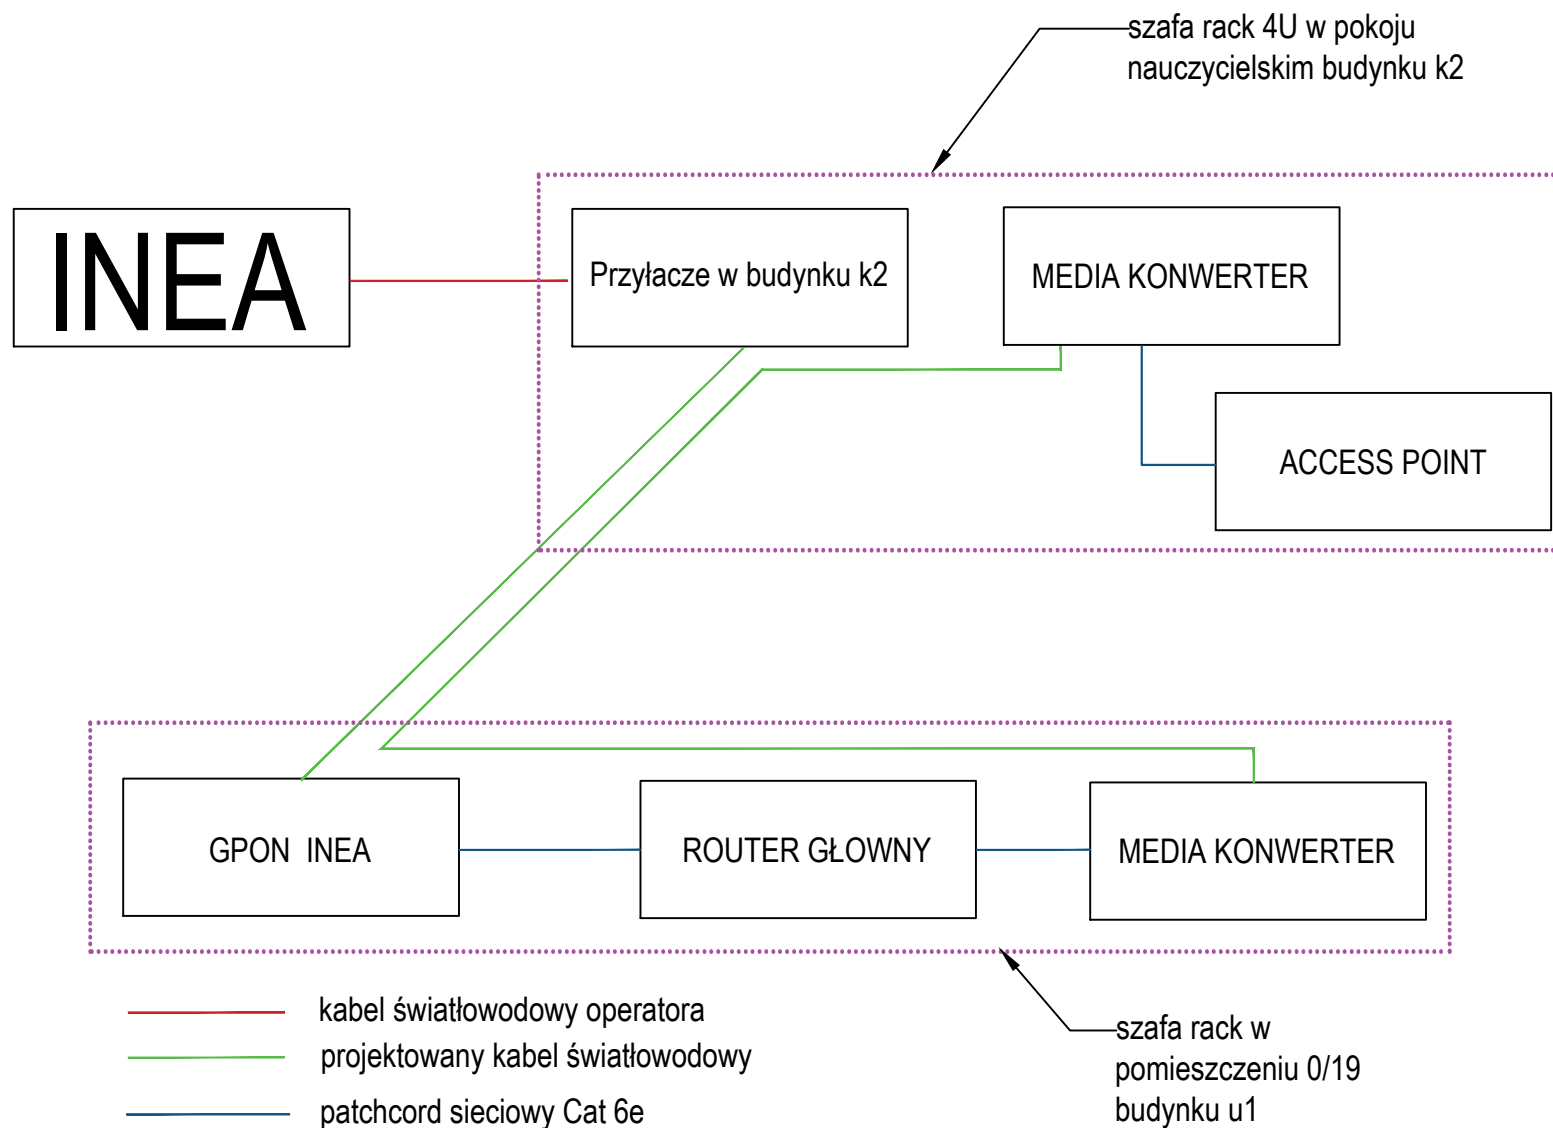 szafa rack 4U w pokoju
nauczycielskim budynku k2
INEA
Przyłacze w budynku k2
MEDIA KONWERTER
ACCESS POINT
GPON INEA
ROUTER GŁOWNY
MEDIA KONWERTER
kabel światłowodowy operatora
projektowany kabel światłowodowy
patchcord sieciowy Cat 6e
szafa rack w
pomieszczeniu 0/19
budynku u1